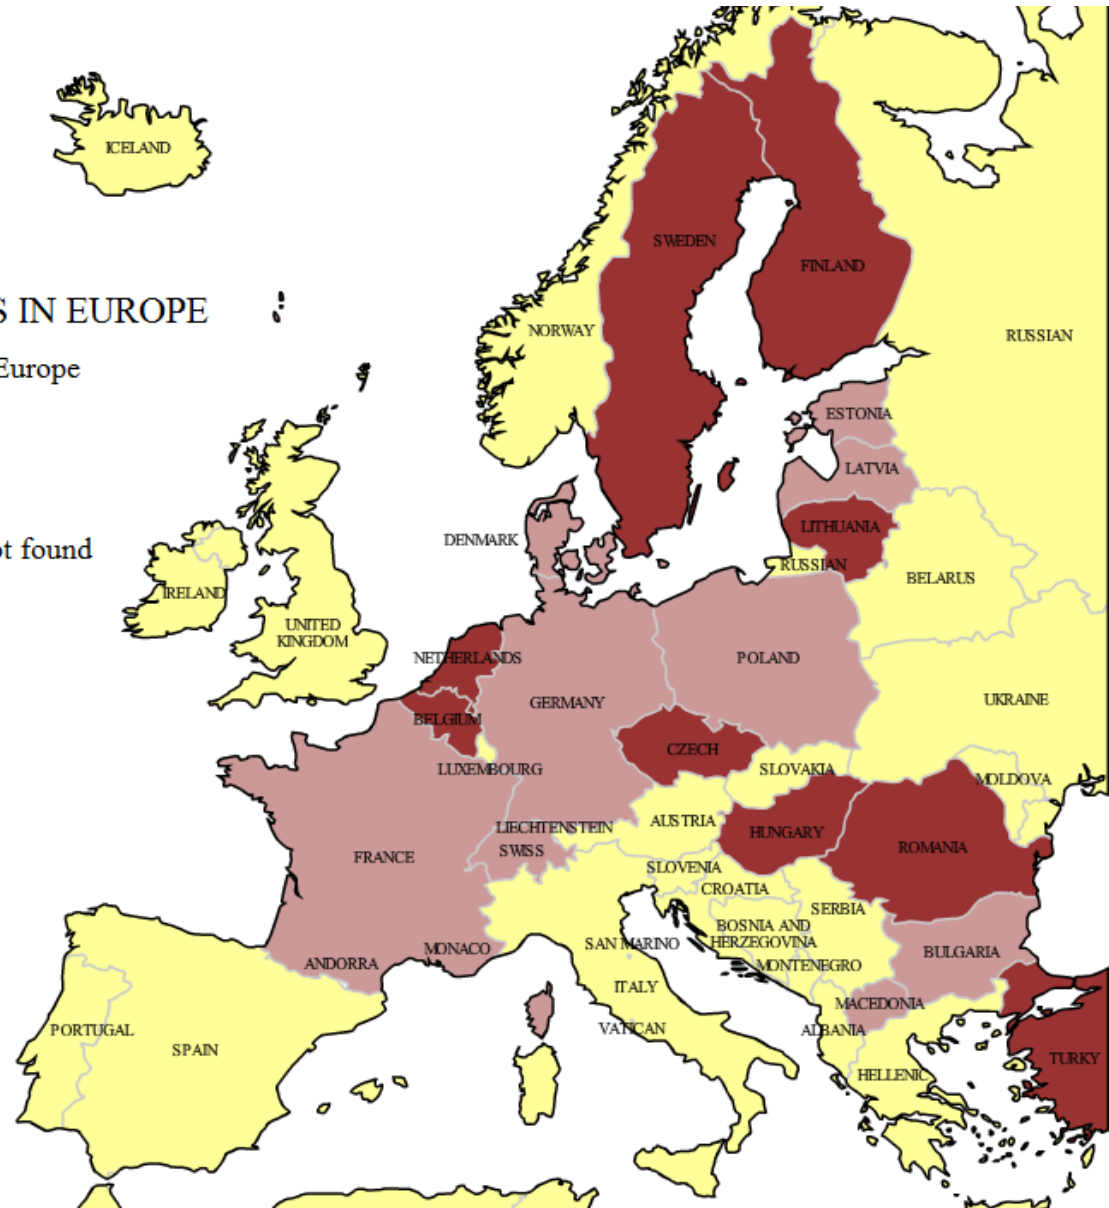 ICELAND
SWEDEN
FINLAND
S IN EUROPE
NORWAY
RUSSIAN
Europe
ESTONIA
LATVIA
LITHUANIA
DENMARK
ot found
RUSSIAN
BELARUS
IRELAND
UNITED
KINGDOM
NETHERLANDS
POLAND
GERMANY
UKRAINE
BELGIUM
CZECH
LUXEMBOURG
SLOVAKIA
MOLDOVA
AUSTRIA
LIECHTENSTEIN
HUNGARY
SWISS
ROMANIA
FRANCE
SLOVENIA
CROATIA
SERBIA
BOSNIA AND
HERZEGOVINA
SAN MARINO
MONACO
BULGARIA
ANDORRA
MONTENEGRO
ITALY
MACEDONIA
PORTUGAL
VATICAN
ALBANIA
SPAIN
TURKY
HELLENIC